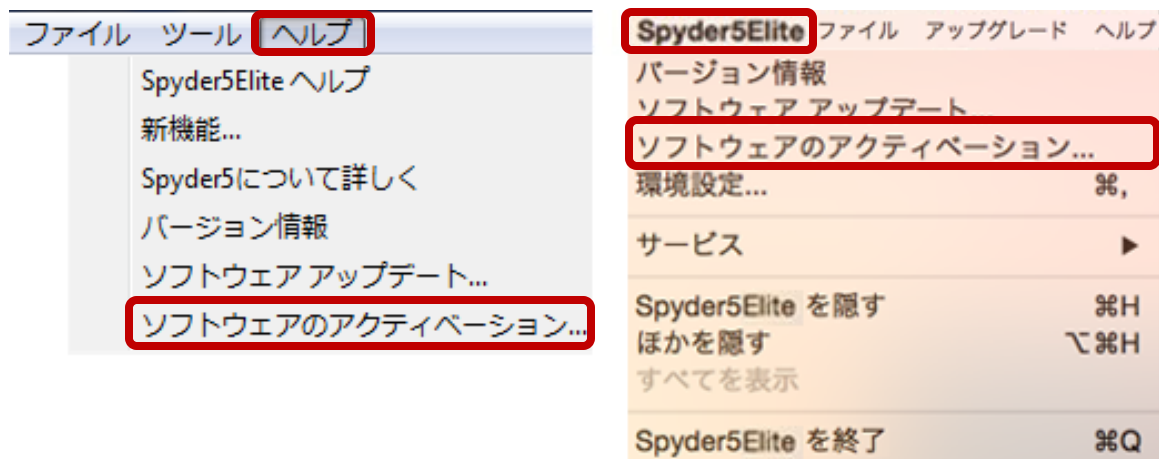 ファイル ツール ヘルプ
Spyder5Elite ヘルプ
新機能...
Spyder5について詳しく
バージョン情報
ソフトウェア アップデート...
ソフトウェアのアクティベーション...
Spyder5Elite ファイル アップグレード ヘルプ
バージョン情報
ソフトウェア アップデート...
ソフトウェアのアクティベーション...
環境設定... ⌘,
サービス ▶
Spyder5Elite を隠す ⌘H
ほかを隠す ⌥⌘H
すべてを表示
Spyder5Elite を終了 ⌘Q